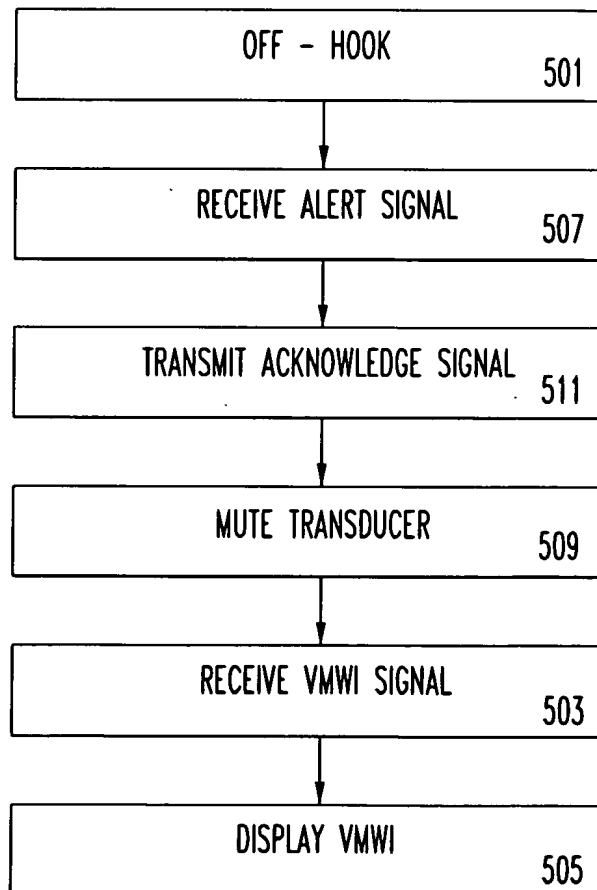 OFF - HOOK
501
RECEIVE ALERT SIGNAL
507
TRANSMIT ACKNOWLEDGE SIGNAL
511
MUTE TRANSDUCER
509
RECEIVE VMWI SIGNAL
503
DISPLAY VMWI
505